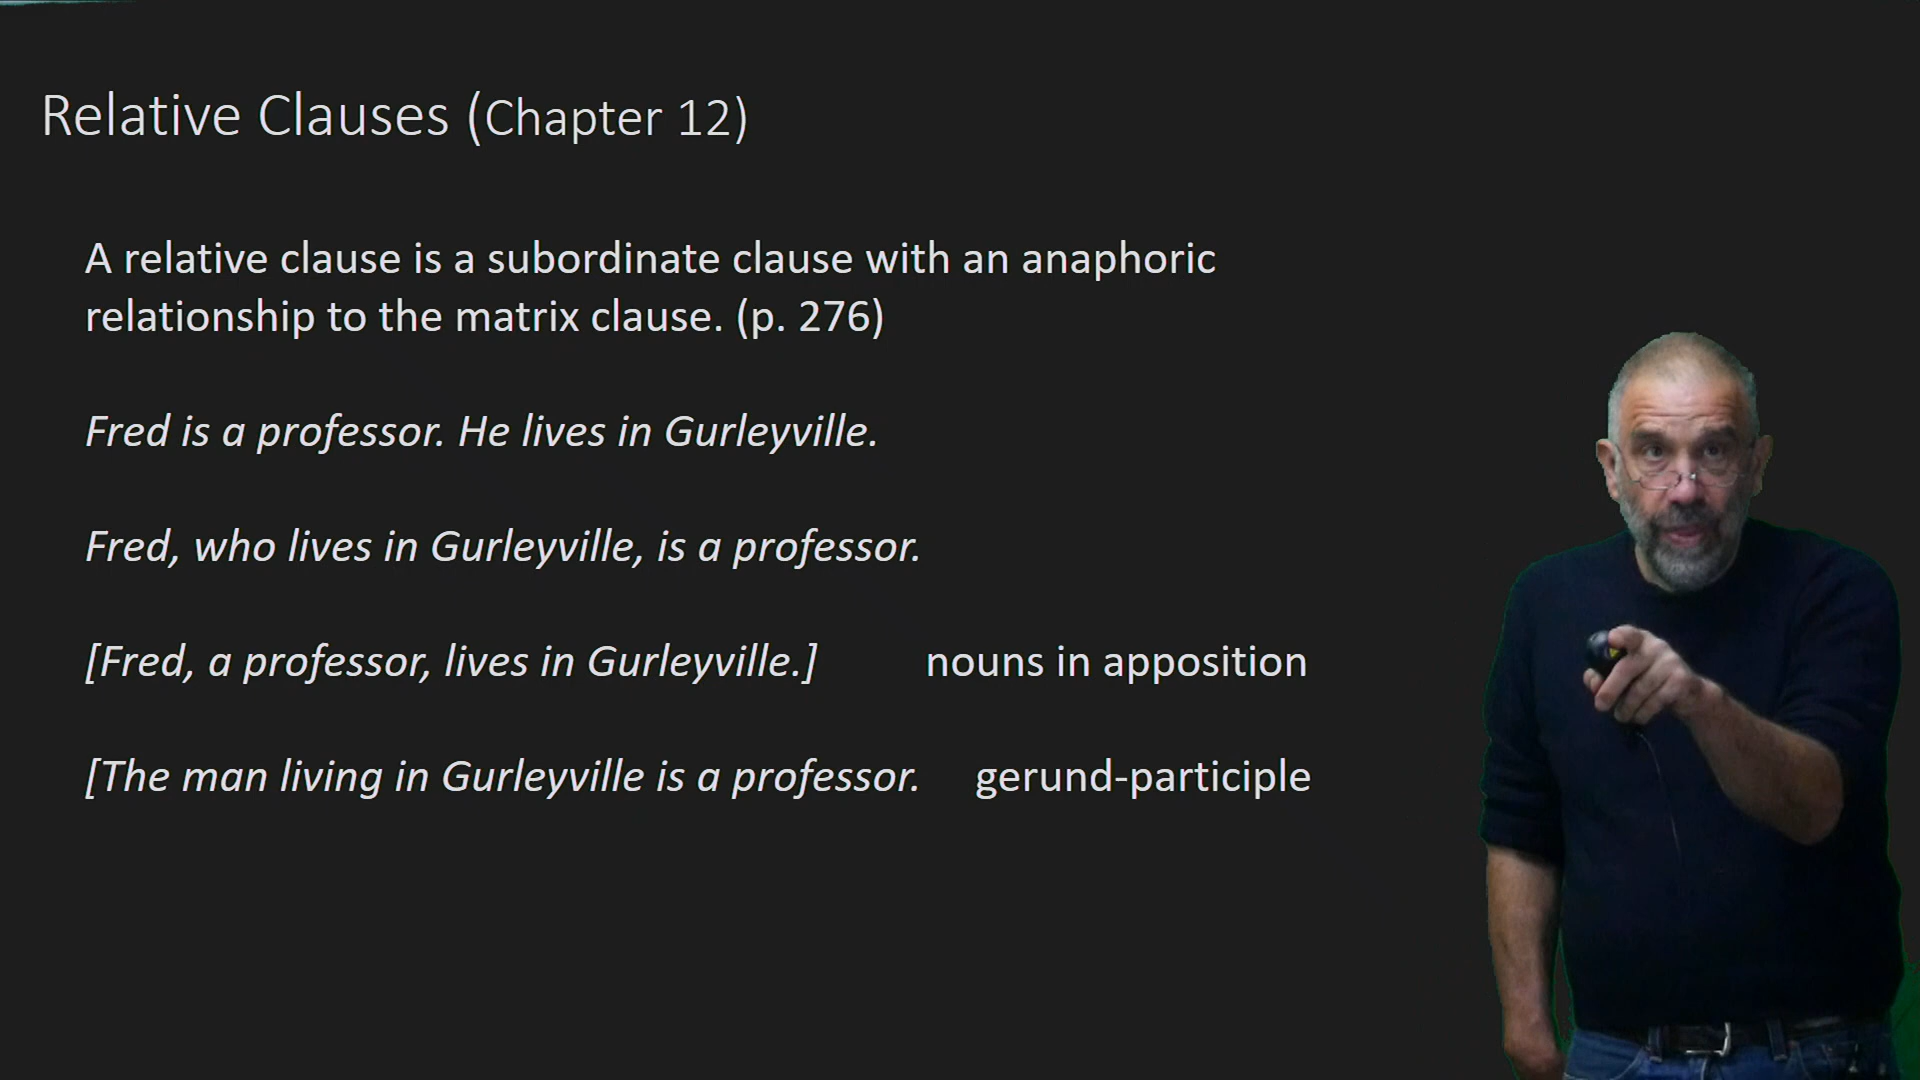 Relative Clauses (Chapter 12)
A relative clause is a subordinate clause with an anaphoric
relationship to the matrix clause. (p. 276)
Fred is a professor. He lives in Gurleyville.
Fred, who lives in Gurleyville, is a professor.
[Fred, a professor, lives in Gurleyville.] nouns in apposition
[The man living in Gurleyville is a professor. gerund-participle